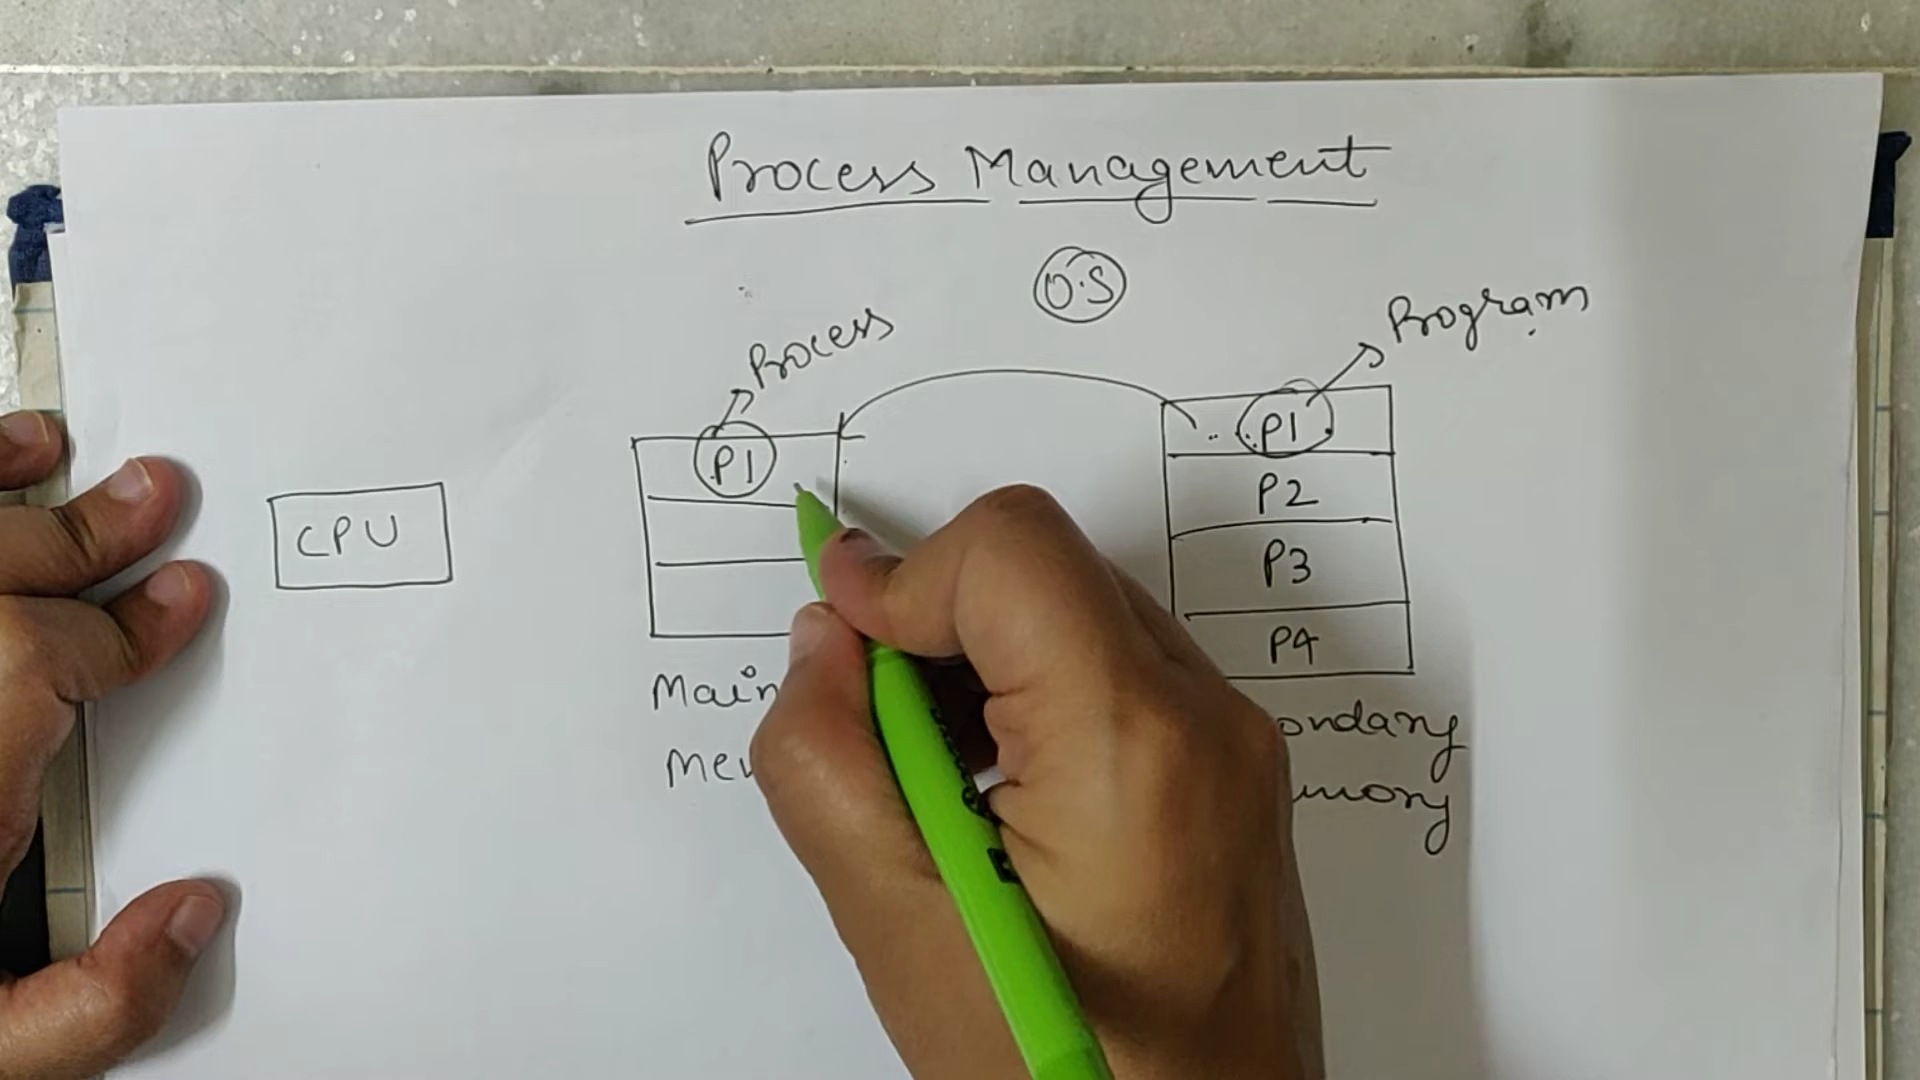 Process Management
O.S
Process
Program
P1
P1
P2
P3
P4
CPU
Main